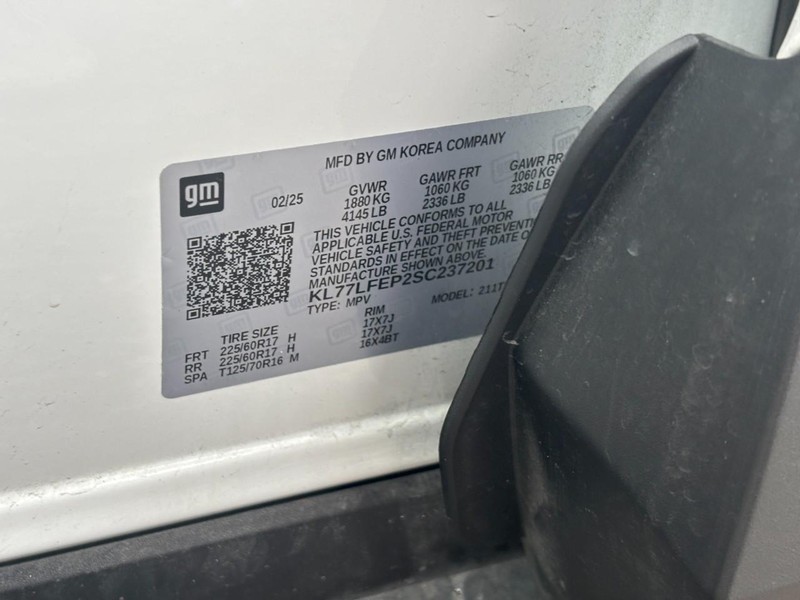 MFD BY GM KOREA COMPANY
gm
02/25
GVWR GAWR FRT GAWR RR
1880 KG 1060 KG 1060 KG
4145 LB 2336 LB 2336 LB
THIS VEHICLE CONFORMS TO ALL
APPLICABLE U.S. FEDERAL MOTOR
VEHICLE SAFETY AND THEFT
STANDARDS IN EFFECT ON THE DATE
MANUFACTURE SHOWN ABOVE.
KL77LFEP2SC237201
TYPE: MPV MODEL:
TIRE SIZE RIM
FRT 225/60R17 H 17X7J
RR 225/60R17 H 17X7J
SPA T125/70R16 M 16X4BT